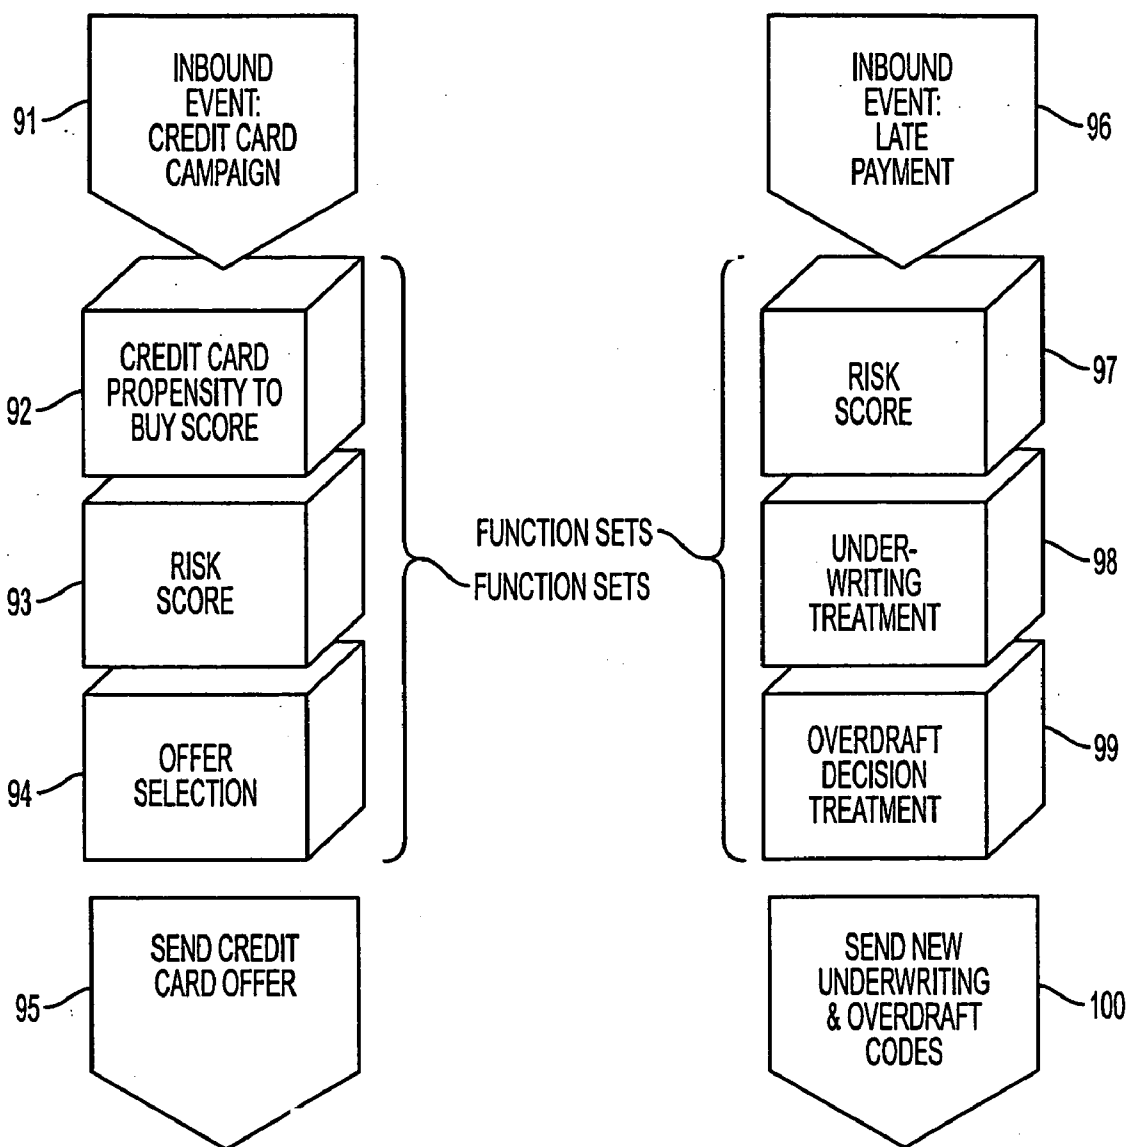 INBOUND
EVENT:
CREDIT CARD
CAMPAIGN
91
CREDIT CARD
PROPENSITY TO
BUY SCORE
92
RISK
SCORE
93
OFFER
SELECTION
94
SEND CREDIT
CARD OFFER
95
FUNCTION SETS
FUNCTION SETS
INBOUND
EVENT:
LATE
PAYMENT
96
RISK
SCORE
97
UNDER-
WRITING
TREATMENT
98
OVERDRAFT
DECISION
TREATMENT
99
SEND NEW
UNDERWRITING
& OVERDRAFT
CODES
100